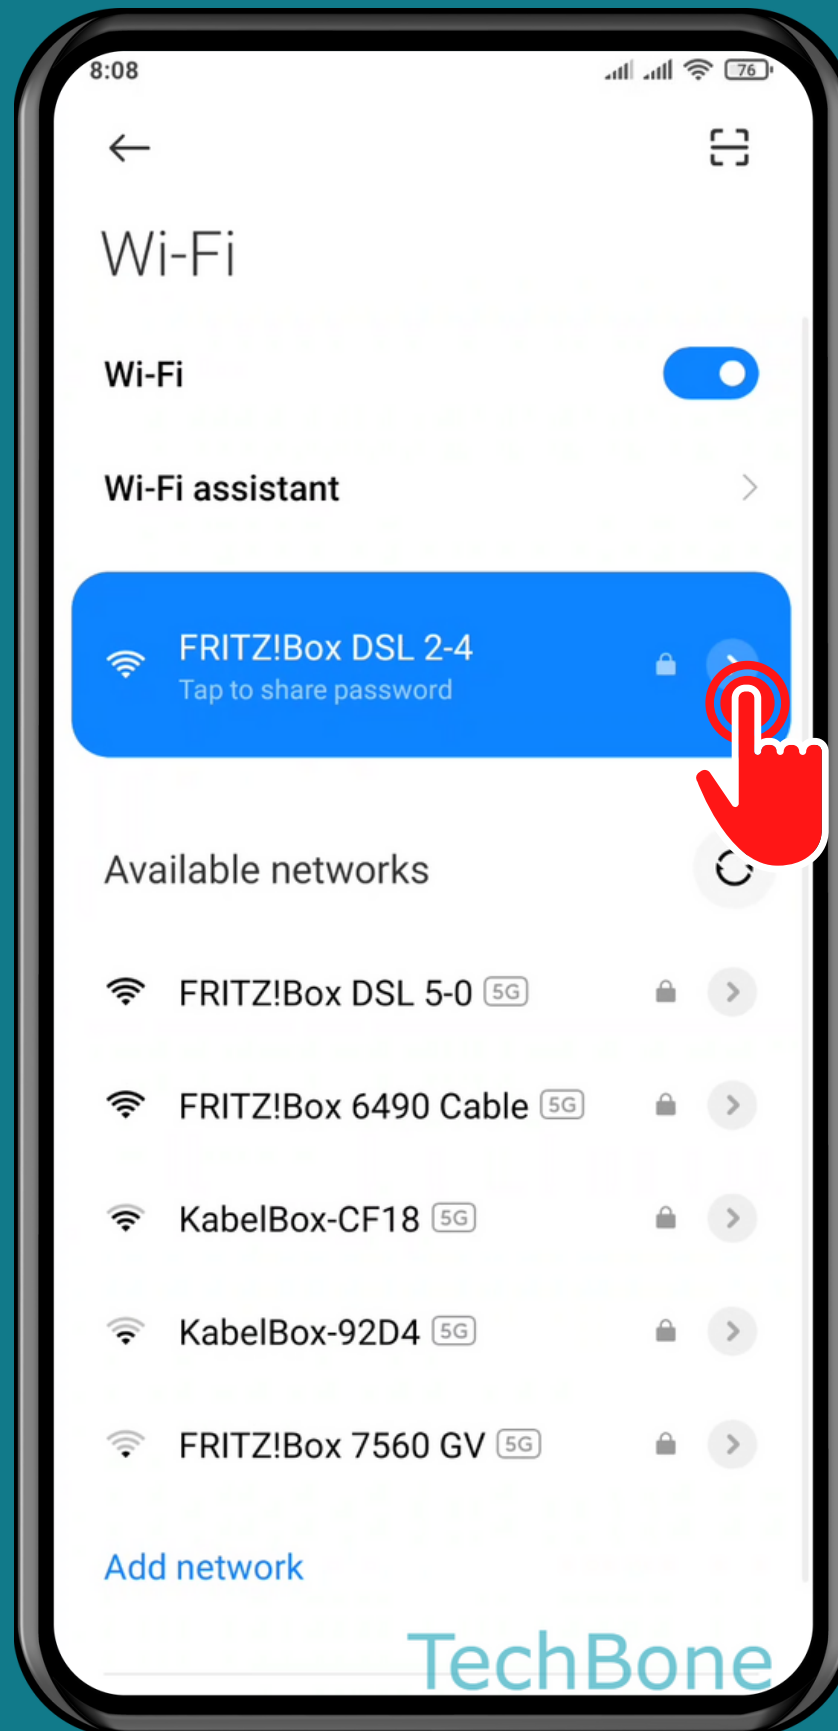 8:08
76
Wi-Fi
Wi-Fi
Wi-Fi assistant
FRITZ!Box DSL 2-4
Tap to share password
Available networks
FRITZ!Box DSL 5-0 5G
FRITZ!Box 6490 Cable 5G
KabelBox-CF18 5G
KabelBox-92D4 5G
FRITZ!Box 7560 GV 5G
Add network
TechBone